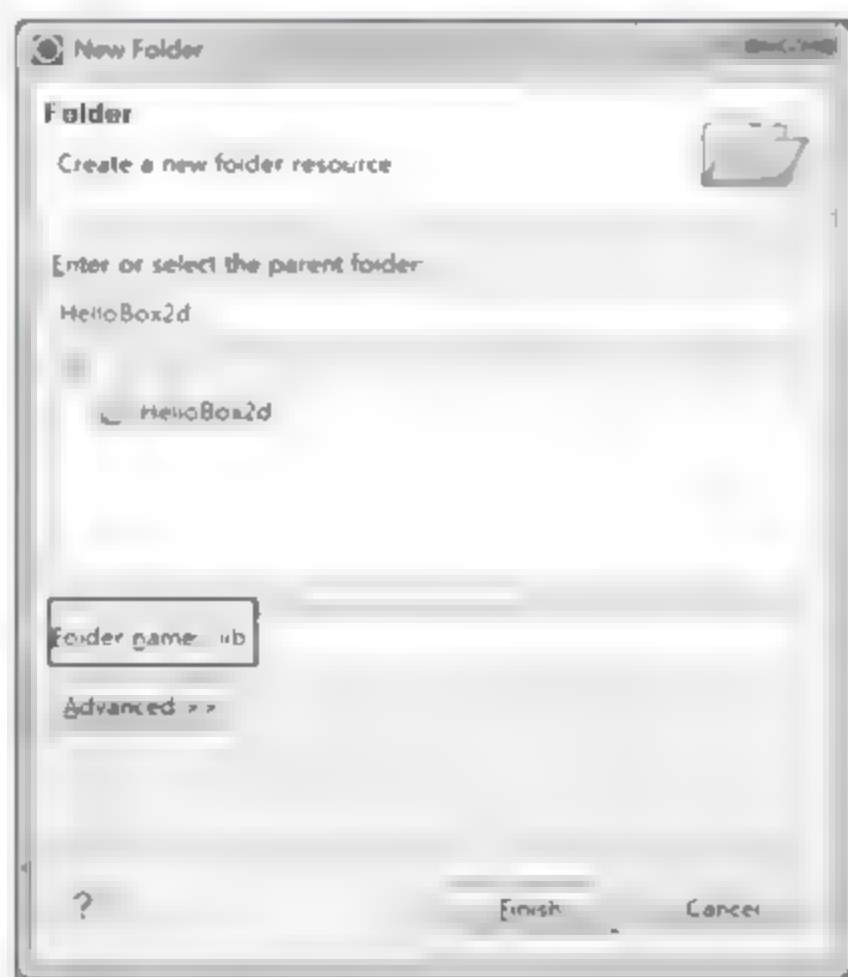 New Folder
Folder
Create a new folder resource
Enter or select the parent folder:
HelloBox2d
HelloBox2d
Folder name: lib
Advanced >>
?
Finish
Cancel